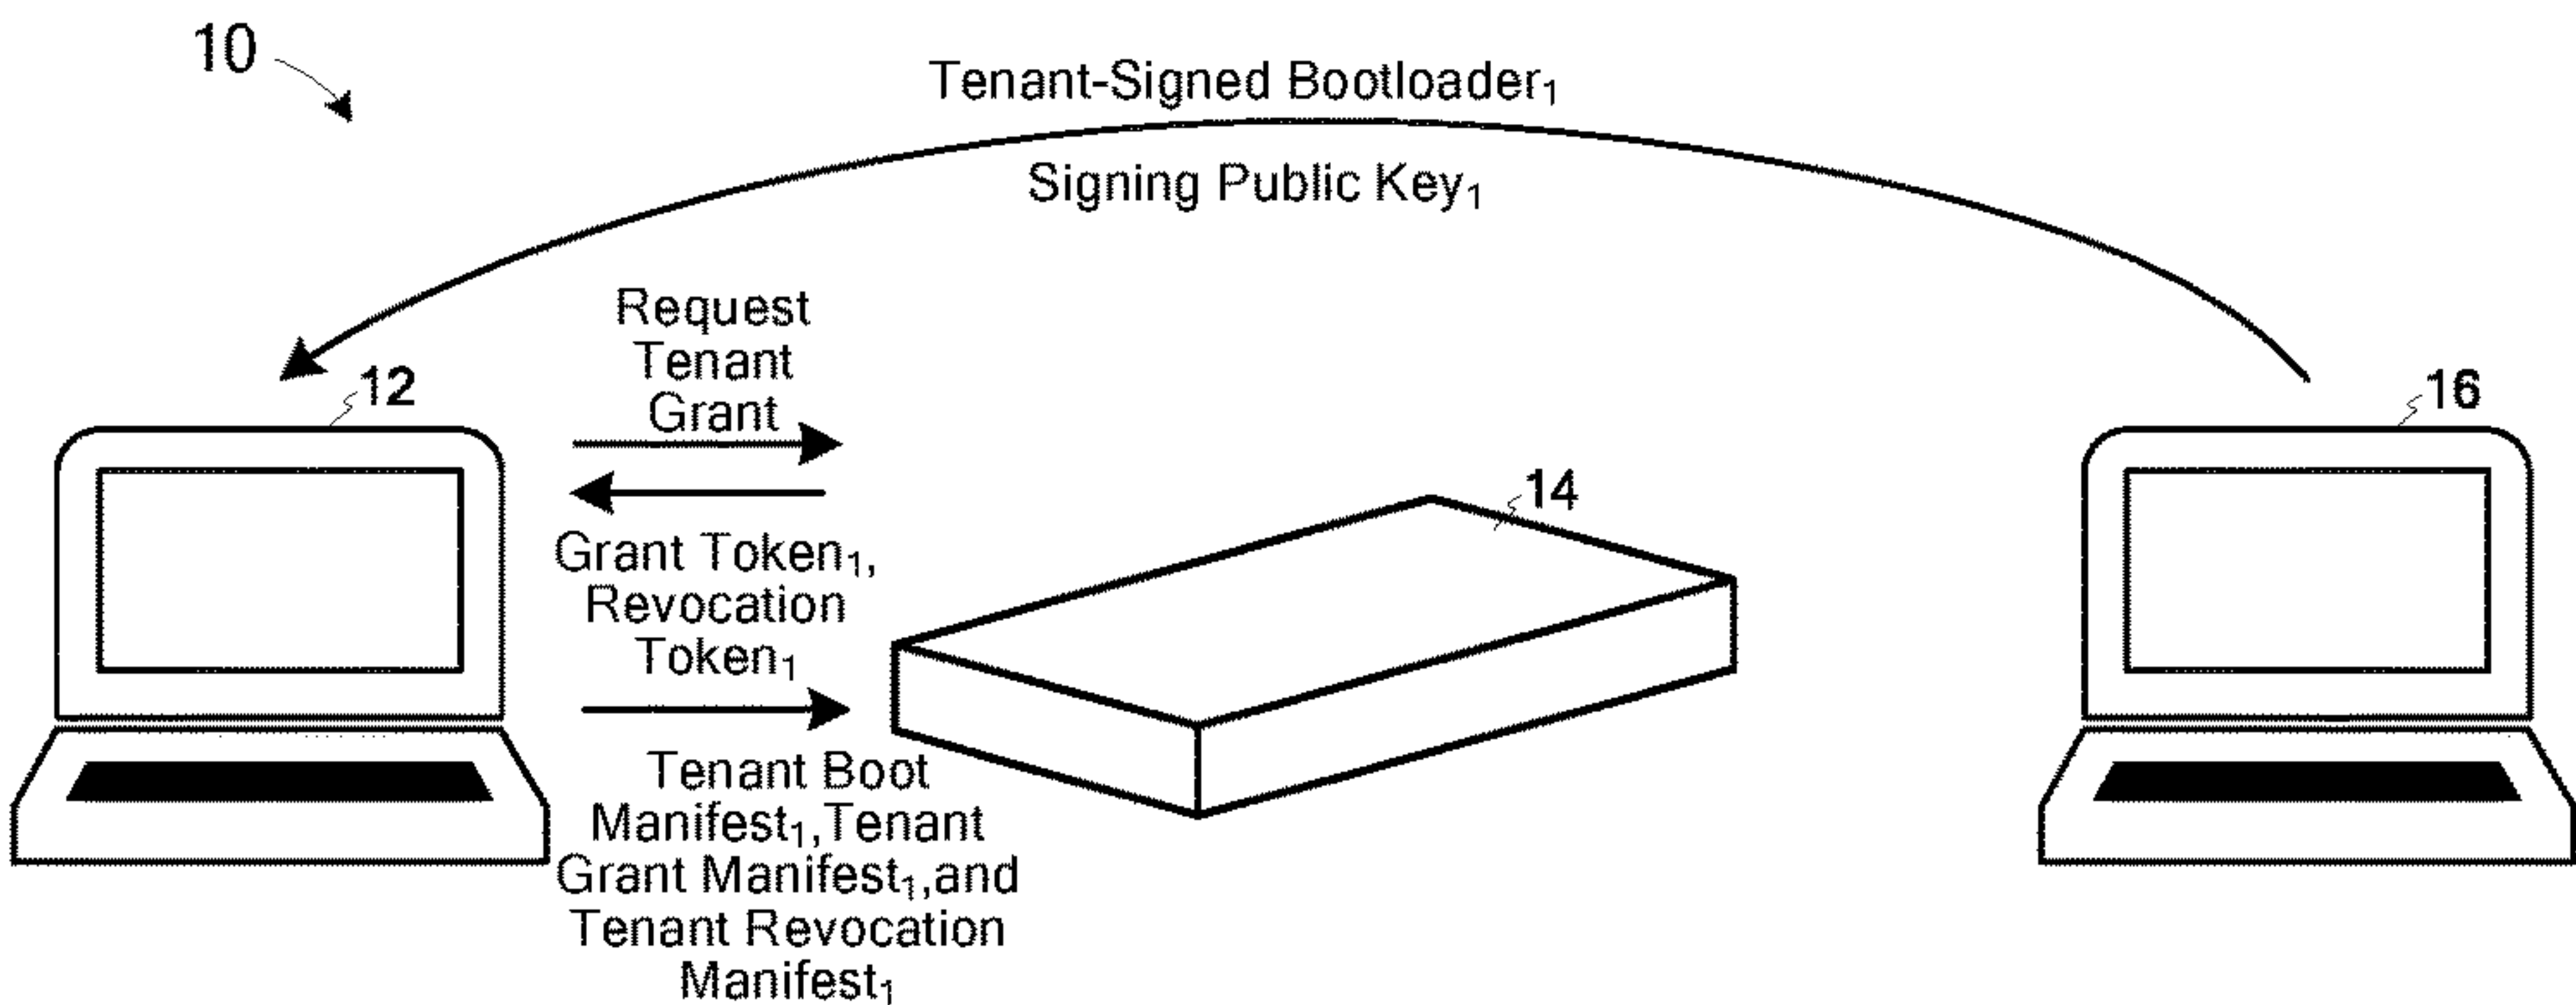 10
Tenant-Signed Bootloader₁
Signing Public Key₁
Request
Tenant
Grant
12
16
14
Grant Token₁,
Revocation
Token₁
Tenant Boot
Manifest₁,Tenant
Grant Manifest₁,and
Tenant Revocation
Manifest₁